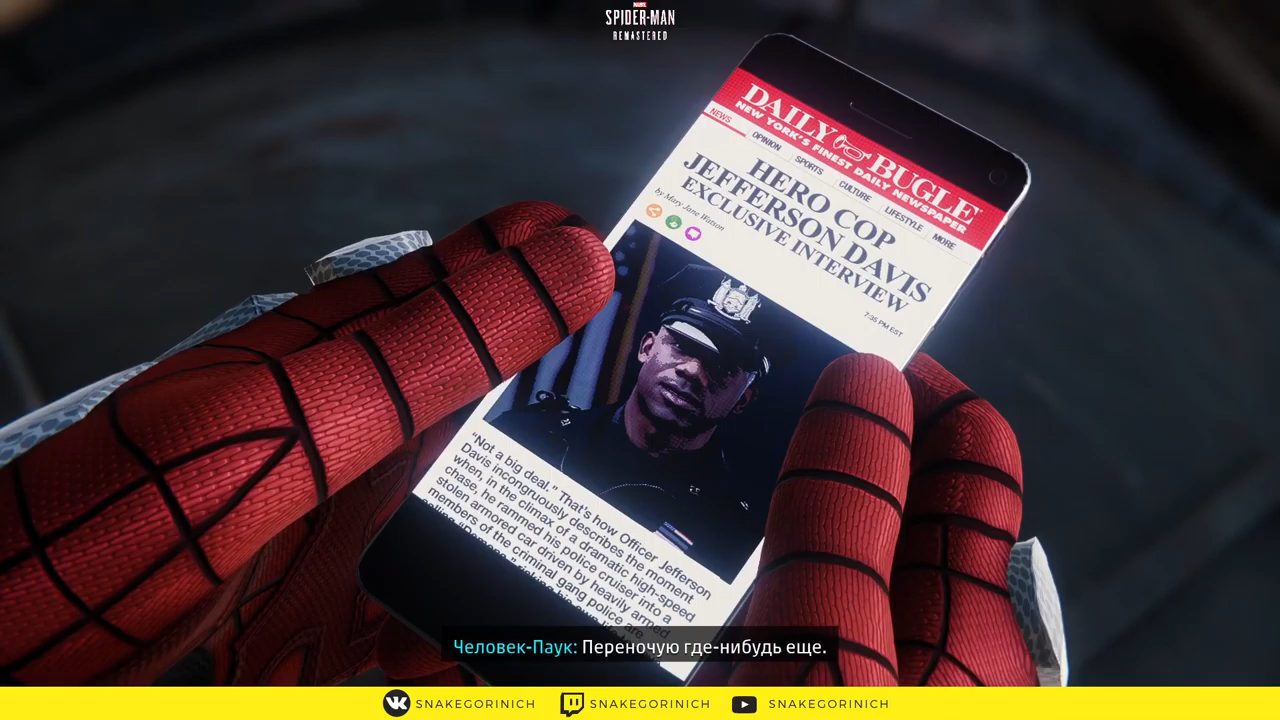 MARVEL
SPIDER-MAN
REMASTERED
DAILY BUGLE
NEW YORK'S FINEST DAILY NEWSPAPER
NEWS OPINION SPORTS CULTURE LIFESTYLE MORE
HERO COP
JEFFERSON DAVIS
EXCLUSIVE INTERVIEW
by Mary Jane Watson
7:35 PM EST
"Not a big deal." That's how Officer Jefferson
Davis incongruously describes the moment
when, in the climax of a dramatic high-speed
chase, he rammed his police cruiser into a
stolen armored car driven by heavily armed
members of the criminal gang police are
Человек-Паук: Переночую где-нибудь еще.
SNAKEGORINICH SNAKEGORINICH SNAKEGORINICH